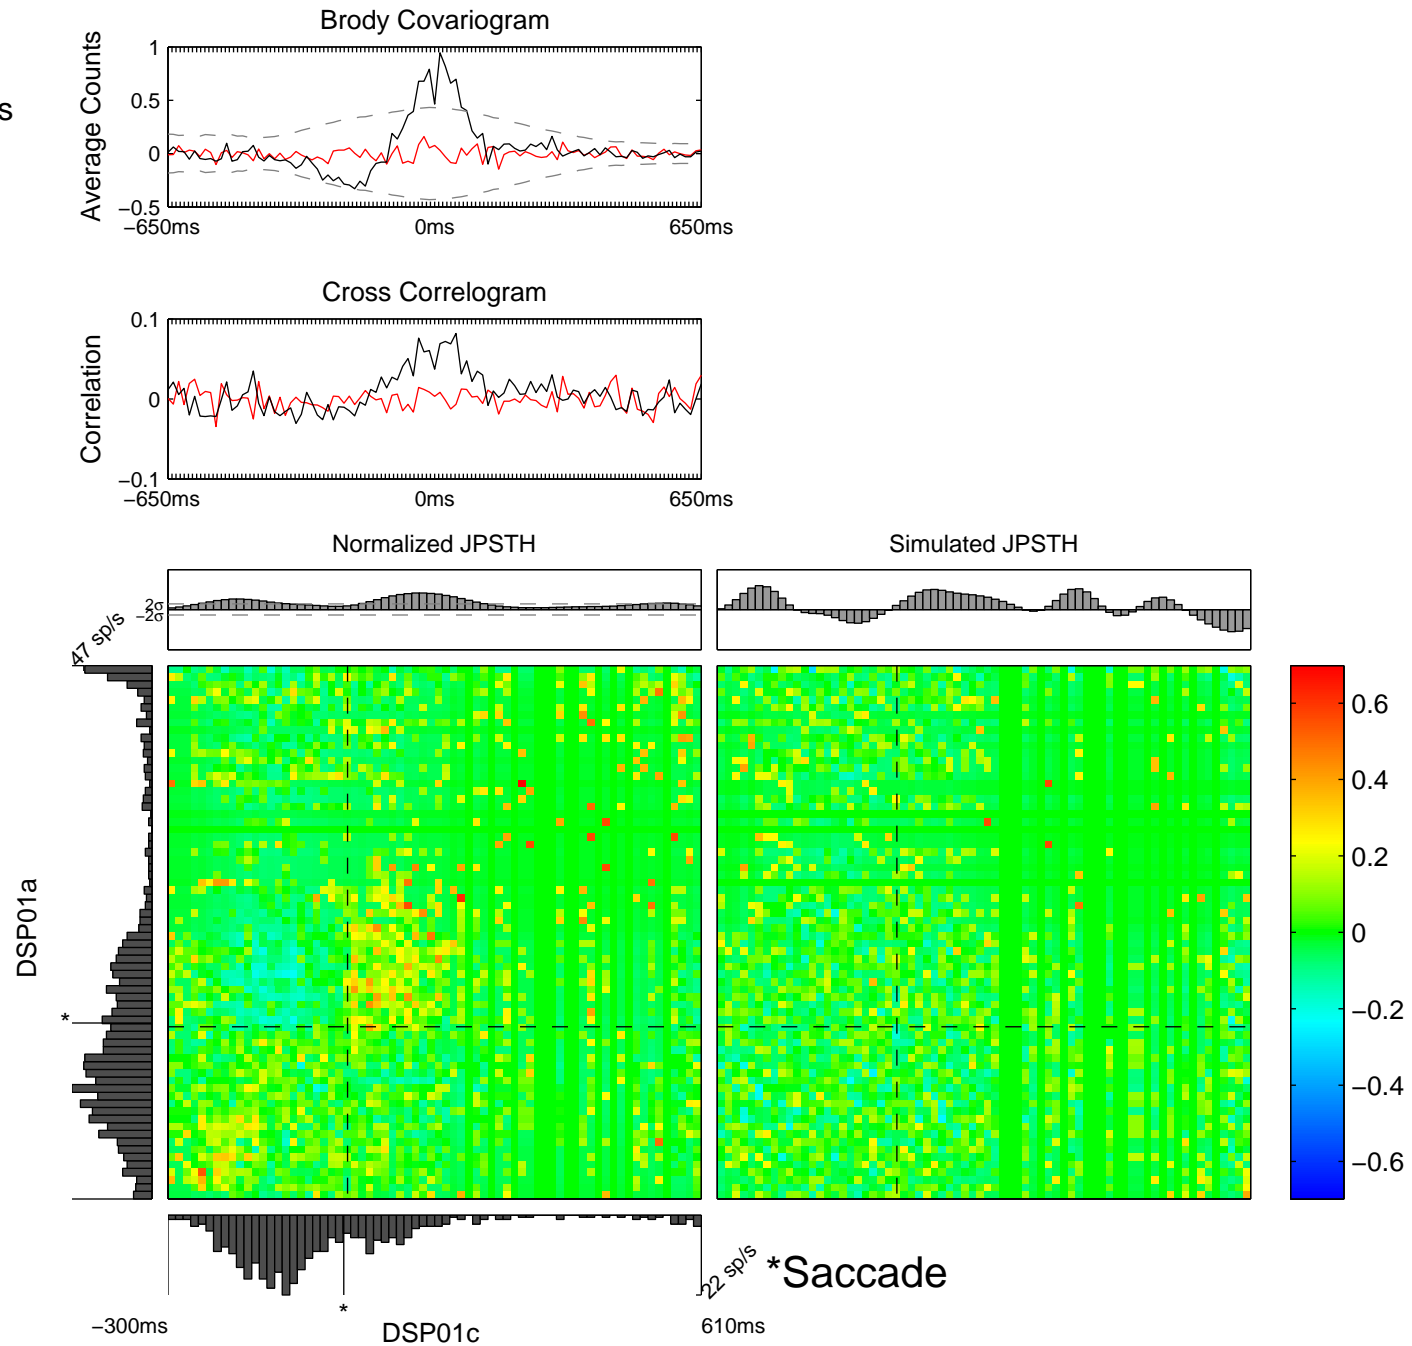 Brody Covariogram
s
Average Counts
1
0.5
0
−0.5
−650ms
0ms
650ms
Cross Correlogram
Correlation
0.1
0
−0.1
−650ms
0ms
650ms
Normalized JPSTH
Simulated JPSTH
2σ
−2σ
47 sp/s
DSP01a
*
0.6
0.4
0.2
0
−0.2
−0.4
−0.6
22 sp/s
*Saccade
*
−300ms
DSP01c
610ms